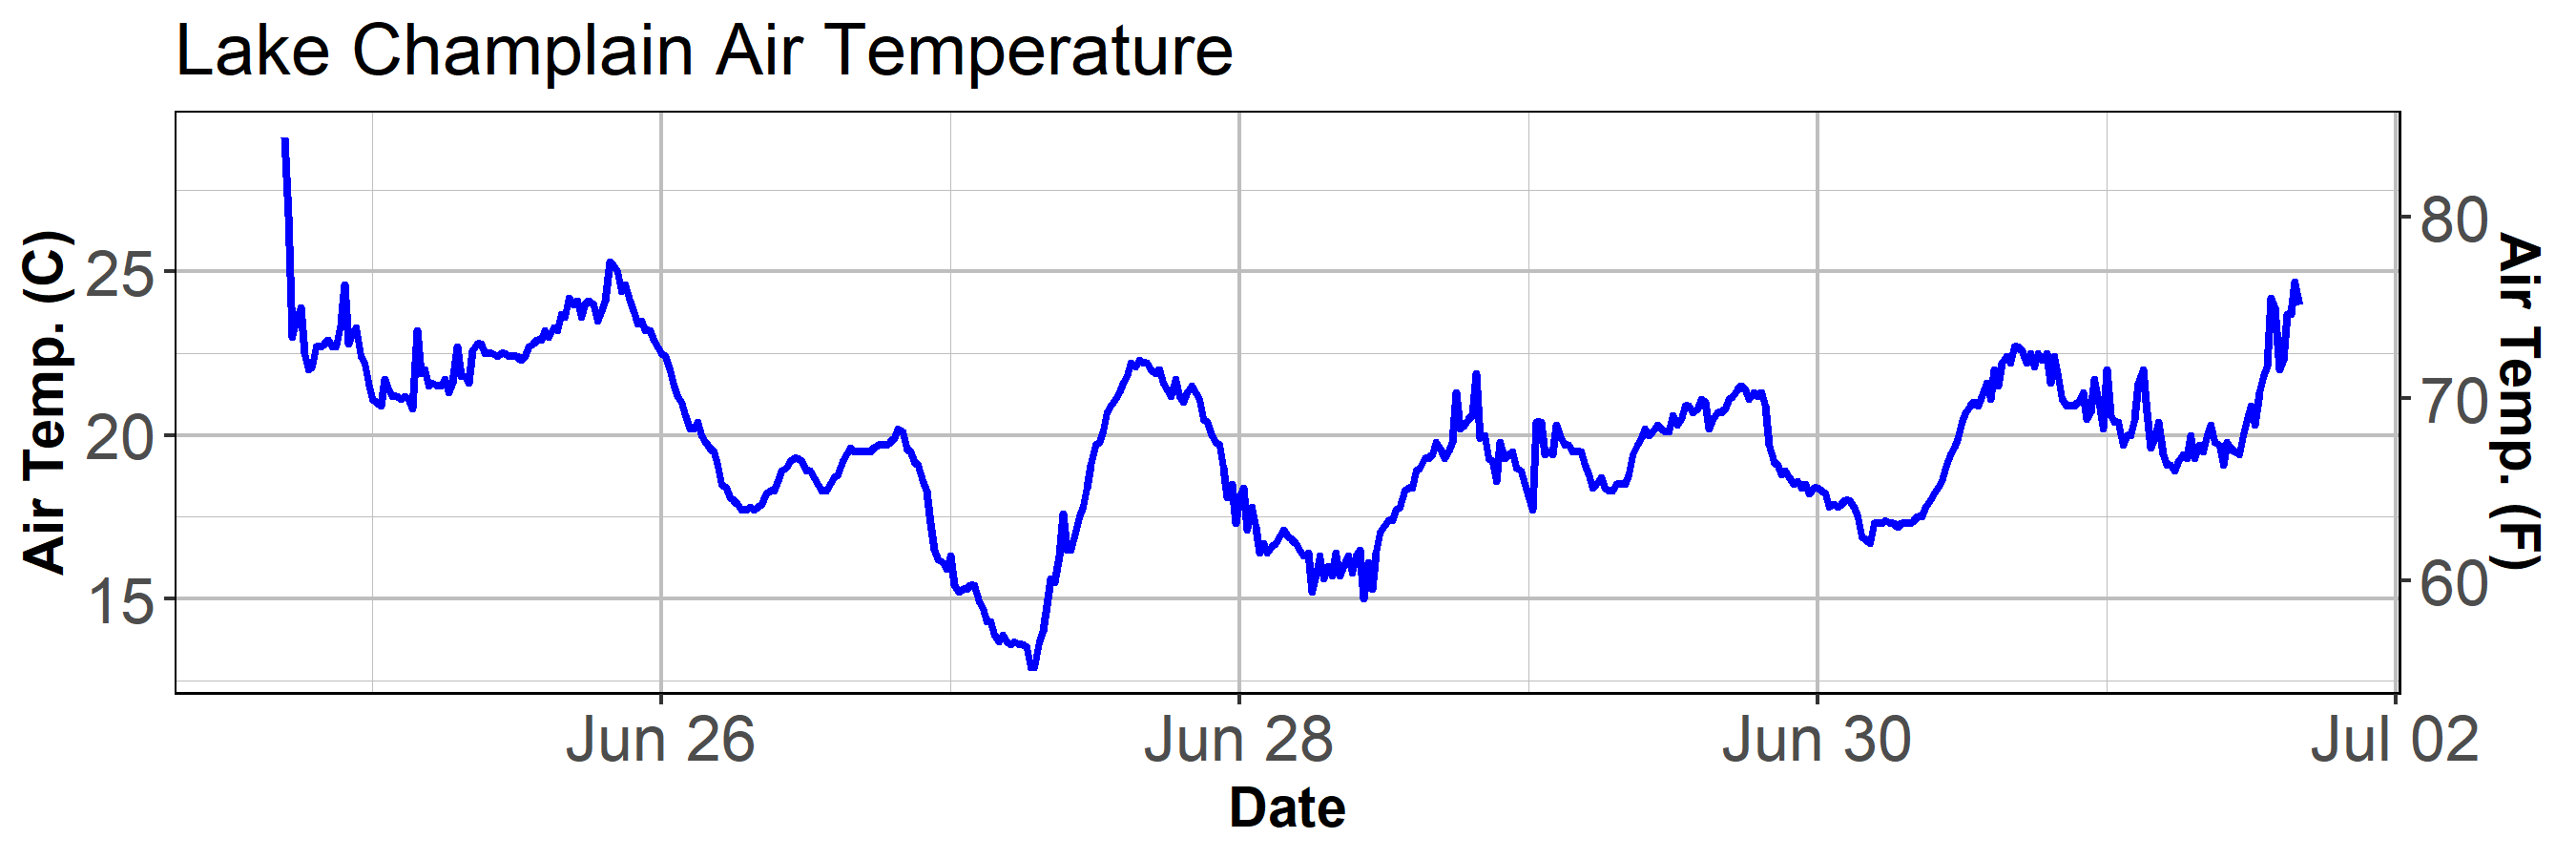 Lake Champlain Air Temperature
Air Temp. (C)
25
20
15
80
70
60
Air Temp. (F)
Jun 26
Jun 28
Jun 30
Jul 02
Date